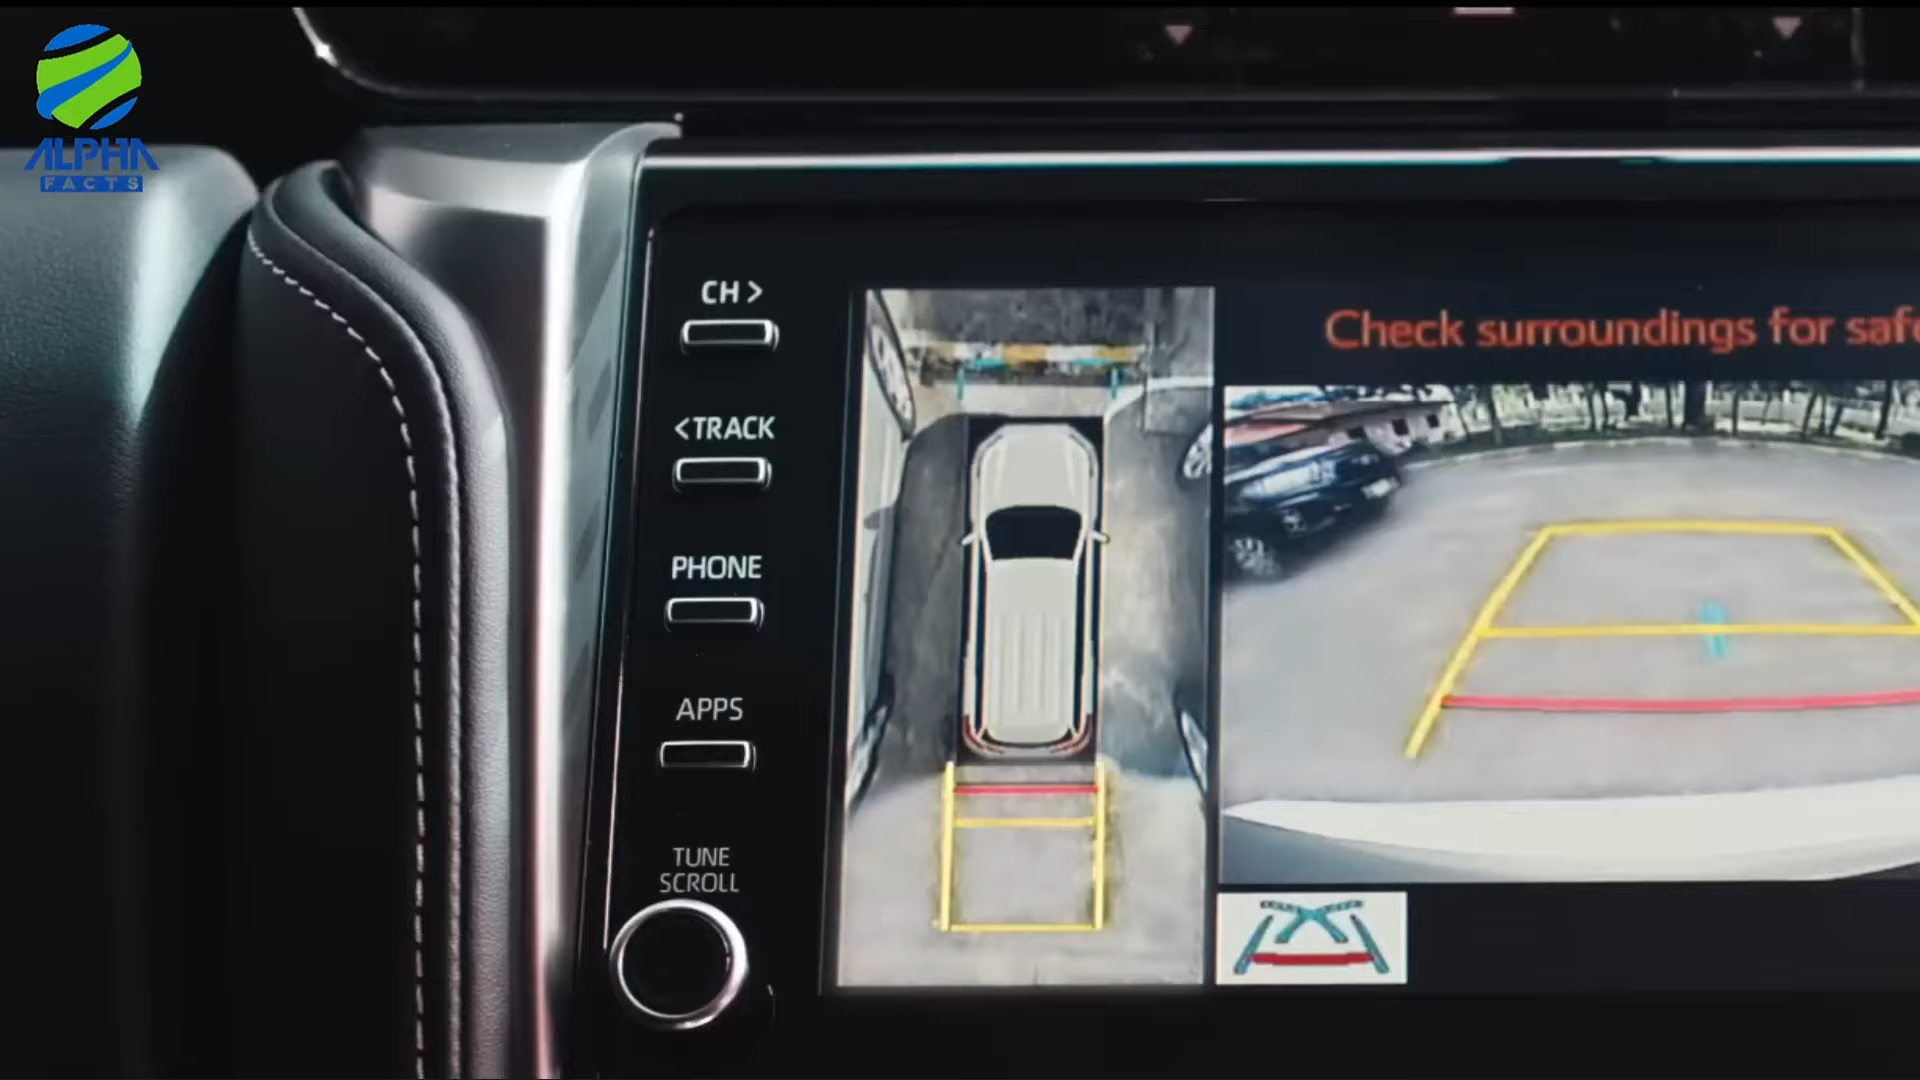 ALPHA
FACTS
CH >
Check surroundings for safe
< TRACK
PHONE
APPS
TUNE
SCROLL